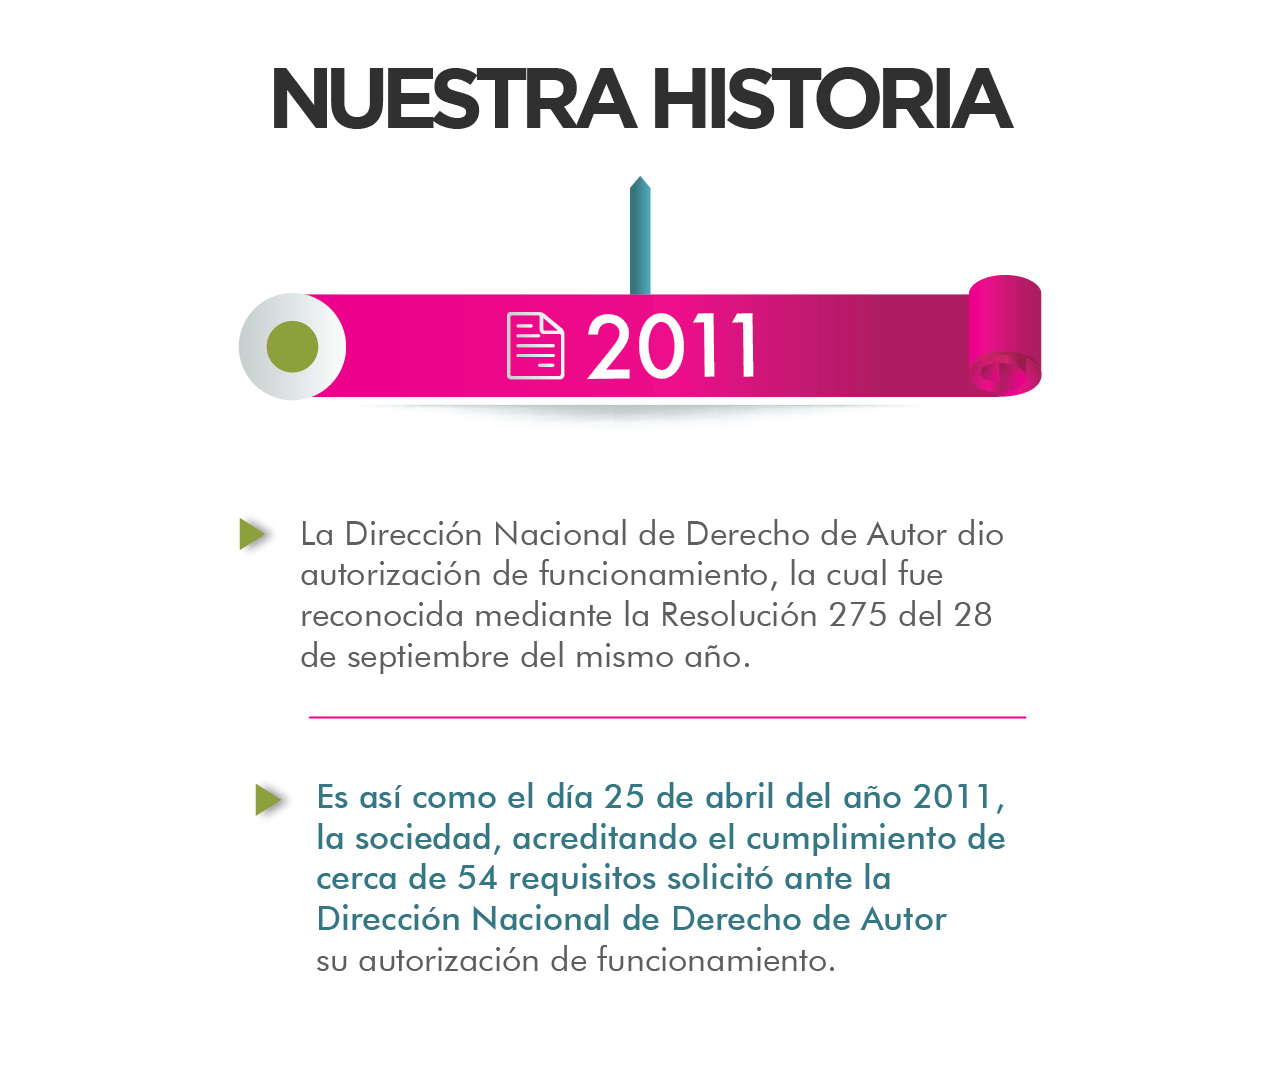 NUESTRA HISTORIA
2011
La Dirección Nacional de Derecho de Autor dio
autorización de funcionamiento, la cual fue
reconocida mediante la Resolución 275 del 28
de septiembre del mismo año.
Es así como el día 25 de abril del año 2011,
la sociedad, acreditando el cumplimiento de
cerca de 54 requisitos solicitó ante la
Dirección Nacional de Derecho de Autor
su autorización de funcionamiento.